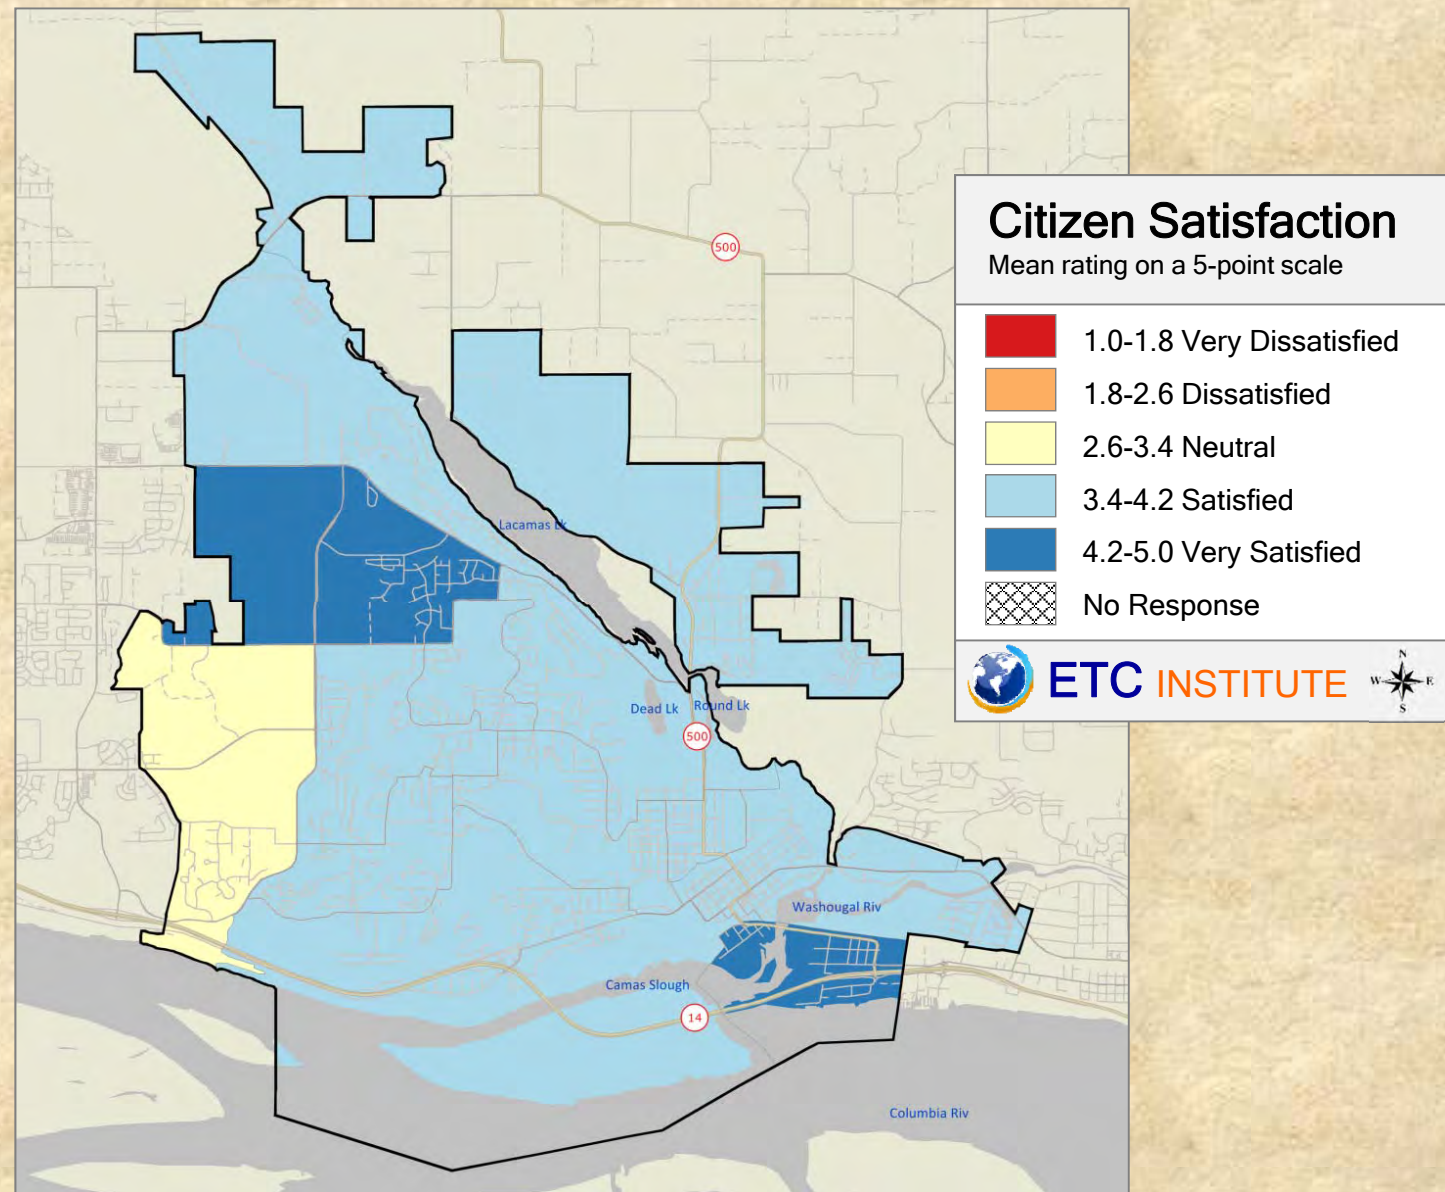 500
Citizen Satisfaction
Mean rating on a 5-point scale
1.0-1.8 Very Dissatisfied
1.8-2.6 Dissatisfied
2.6-3.4 Neutral
3.4-4.2 Satisfied
4.2-5.0 Very Satisfied
No Response
ETC INSTITUTE
N
W E
S
Lacamas Lk
Dead Lk
Round Lk
500
Washougal Riv
Camas Slough
14
Columbia Riv